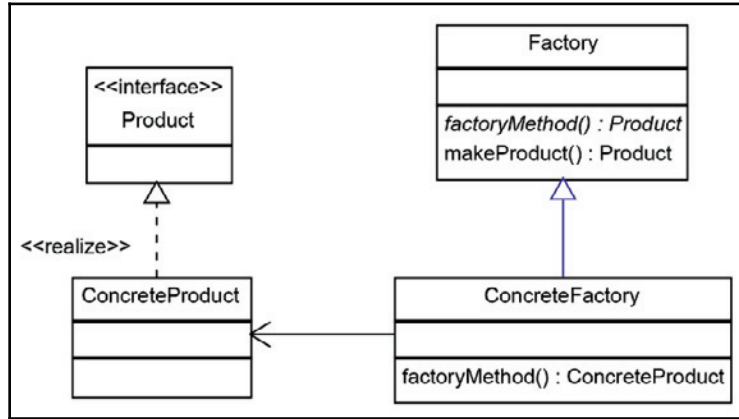 <<interface>>
Product
<<realize>>
ConcreteProduct
Factory
factoryMethod() : Product
makeProduct() : Product
ConcreteFactory
factoryMethod() : ConcreteProduct